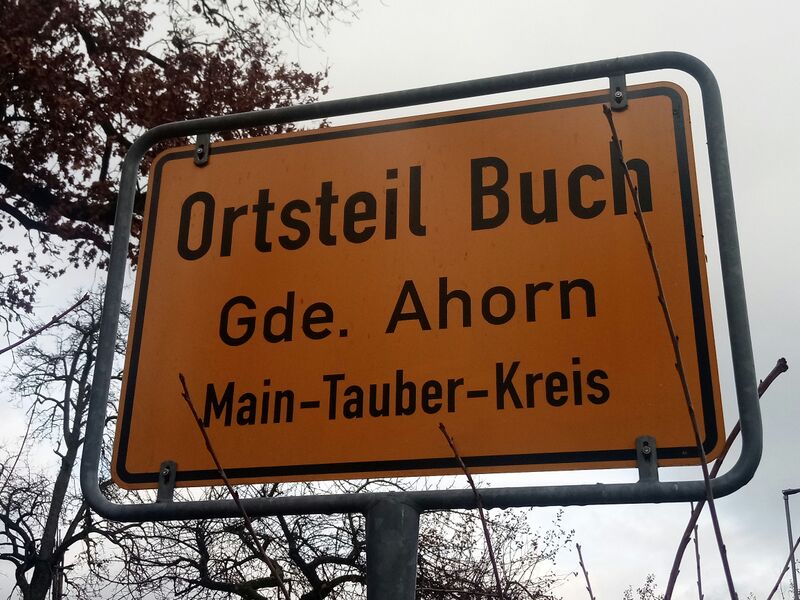 Ortsteil Buch
Gde. Ahorn
Main-Tauber-Kreis